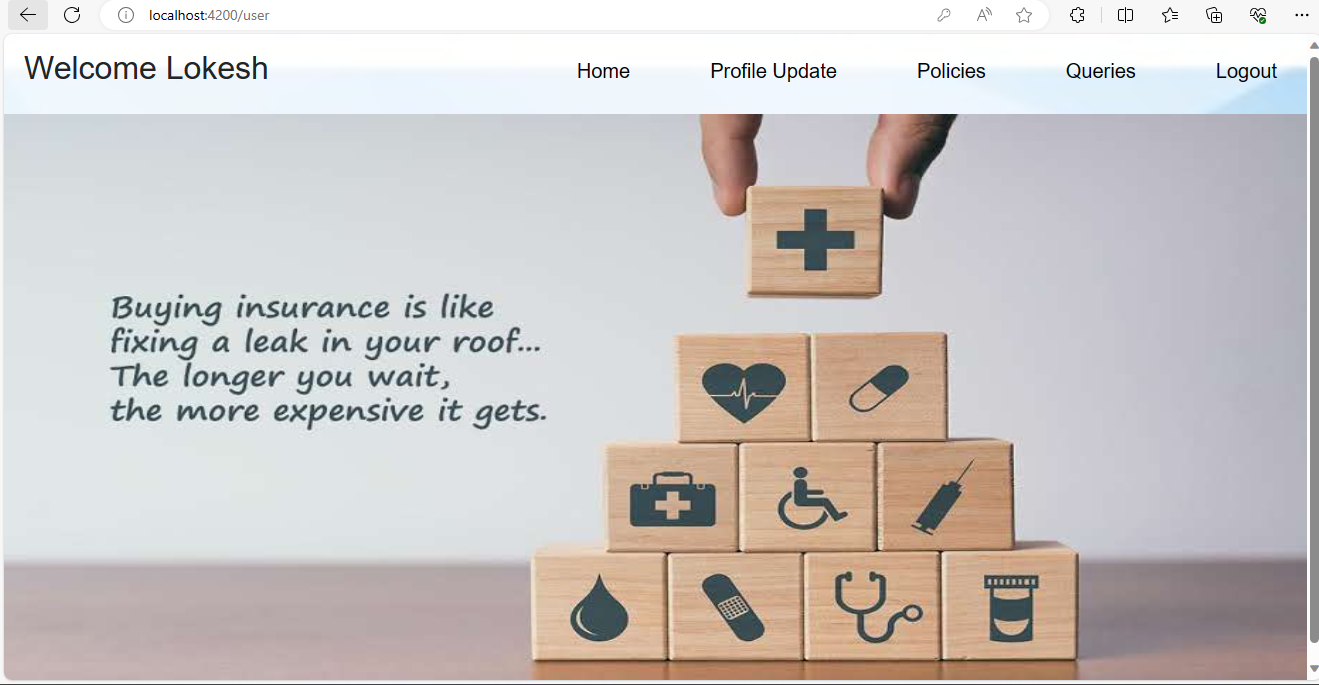 localhost:4200/user
Welcome Lokesh
Home Profile Update Policies Queries Logout
Buying insurance is like
fixing a leak in your roof...
The longer you wait,
the more expensive it gets.